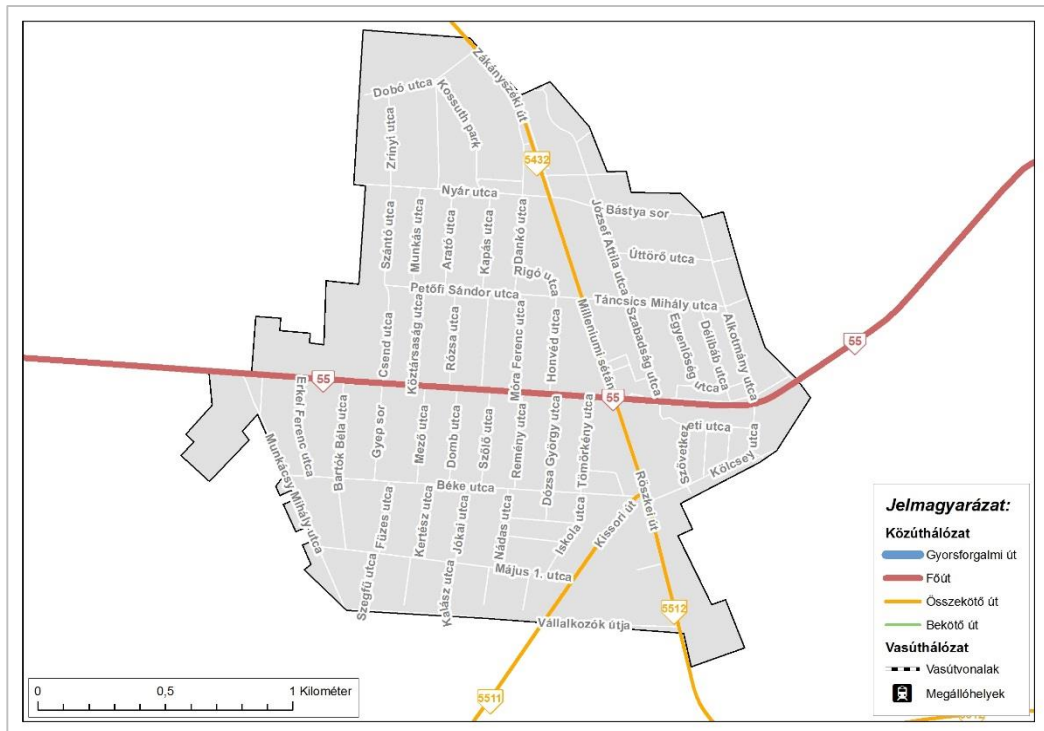 Zákányszéki út
Dobó utca
Kossuth park
Zrínyi utca
5432
Nyár utca
Bástya sor
Szántó utca
Munkás utca
Arató utca
Kapás utca
Dankó utca
József Attila utca
Úttörő utca
Rigó utca
Petőfi Sándor utca
Táncsics Mihály utca
Csend utca
Köztársaság utca
Rózsa utca
Móra Ferenc utca
Honvéd utca
Milleniumi sétány
Szabadság utca
Egyenlőség utca
Délibáb utca
Alkotmány utca
55
55
55
Erkel Ferenc utca
Bartók Béla utca
Gyep sor
Mező utca
Domb utca
Szőlő utca
Remény utca
Dózsa György utca
Tömörkény utca
Szövetkezeti utca
Kölcsey utca
Munkácsy Mihály utca
Béke utca
Röszkei út
Kissori út
Füzes utca
Kertész utca
Jókai utca
Nádas utca
Iskola utca
Május 1. utca
Szegfű utca
Kalász utca
Vállalkozók útja
5512
5511
Jelmagyarázat:
Közúthálózat
Gyorsforgalmi út
Főút
Összekötő út
Bekötő út
Vasúthálózat
Vasútvonalak
Megállóhelyek
0 0,5 1 Kilométer